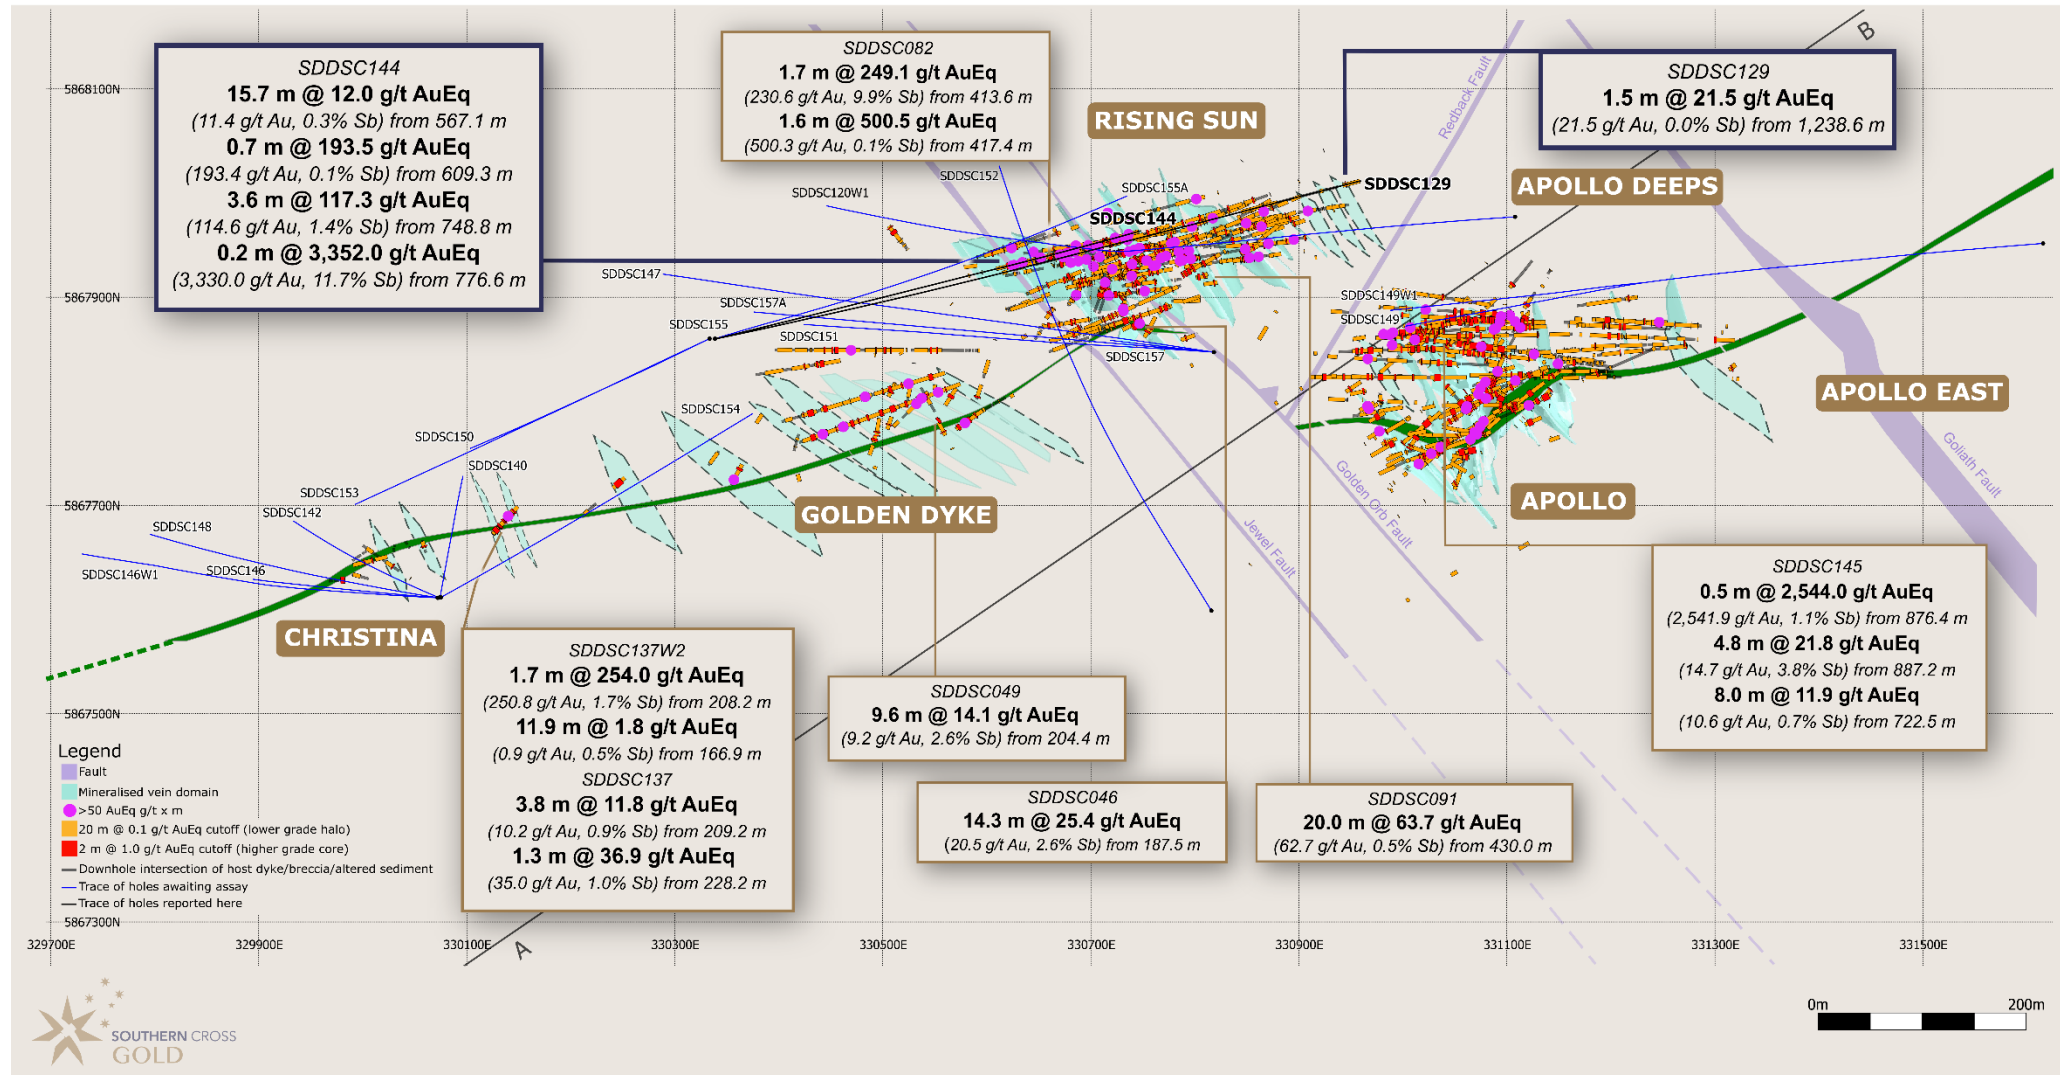 SDDSC144
15.7 m @ 12.0 g/t AuEq
(11.4 g/t Au, 0.3% Sb) from 567.1 m
0.7 m @ 193.5 g/t AuEq
(193.4 g/t Au, 0.1% Sb) from 609.3 m
3.6 m @ 117.3 g/t AuEq
(114.6 g/t Au, 1.4% Sb) from 748.8 m
0.2 m @ 3,352.0 g/t AuEq
(3,330.0 g/t Au, 11.7% Sb) from 776.6 m
SDDSC082
1.7 m @ 249.1 g/t AuEq
(230.6 g/t Au, 9.9% Sb) from 413.6 m
1.6 m @ 500.5 g/t AuEq
(500.3 g/t Au, 0.1% Sb) from 417.4 m
SDDSC129
1.5 m @ 21.5 g/t AuEq
(21.5 g/t Au, 0.0% Sb) from 1,238.6 m
B
Redback Fault
RISING SUN
APOLLO DEEPS
5868100N
5867900N
5867700N
5867500N
5867300N
SDDSC152
SDDSC120W1
SDDSC155A
SDDSC129
SDDSC144
SDDSC147
SDDSC157A
SDDSC155
SDDSC151
SDDSC157
SDDSC149W1
SDDSC149
SDDSC154
SDDSC150
SDDSC140
SDDSC153
SDDSC142
SDDSC148
SDDSC146W1
SDDSC146
APOLLO EAST
Goliath Fault
Golden Orb Fault
Jewel Fault
APOLLO
GOLDEN DYKE
CHRISTINA
SDDSC137W2
1.7 m @ 254.0 g/t AuEq
(250.8 g/t Au, 1.7% Sb) from 208.2 m
11.9 m @ 1.8 g/t AuEq
(0.9 g/t Au, 0.5% Sb) from 166.9 m
SDDSC137
3.8 m @ 11.8 g/t AuEq
(10.2 g/t Au, 0.9% Sb) from 209.2 m
1.3 m @ 36.9 g/t AuEq
(35.0 g/t Au, 1.0% Sb) from 228.2 m
SDDSC049
9.6 m @ 14.1 g/t AuEq
(9.2 g/t Au, 2.6% Sb) from 204.4 m
SDDSC046
14.3 m @ 25.4 g/t AuEq
(20.5 g/t Au, 2.6% Sb) from 187.5 m
SDDSC091
20.0 m @ 63.7 g/t AuEq
(62.7 g/t Au, 0.5% Sb) from 430.0 m
SDDSC145
0.5 m @ 2,544.0 g/t AuEq
(2,541.9 g/t Au, 1.1% Sb) from 876.4 m
4.8 m @ 21.8 g/t AuEq
(14.7 g/t Au, 3.8% Sb) from 887.2 m
8.0 m @ 11.9 g/t AuEq
(10.6 g/t Au, 0.7% Sb) from 722.5 m
Legend
Fault
Mineralised vein domain
>50 AuEq g/t x m
20 m @ 0.1 g/t AuEq cutoff (lower grade halo)
2 m @ 1.0 g/t AuEq cutoff (higher grade core)
Downhole intersection of host dyke/breccia/altered sediment
Trace of holes awaiting assay
Trace of holes reported here
A
329700E
329900E
330100E
330300E
330500E
330700E
330900E
331100E
331300E
331500E
SOUTHERN CROSS
GOLD
0m
200m